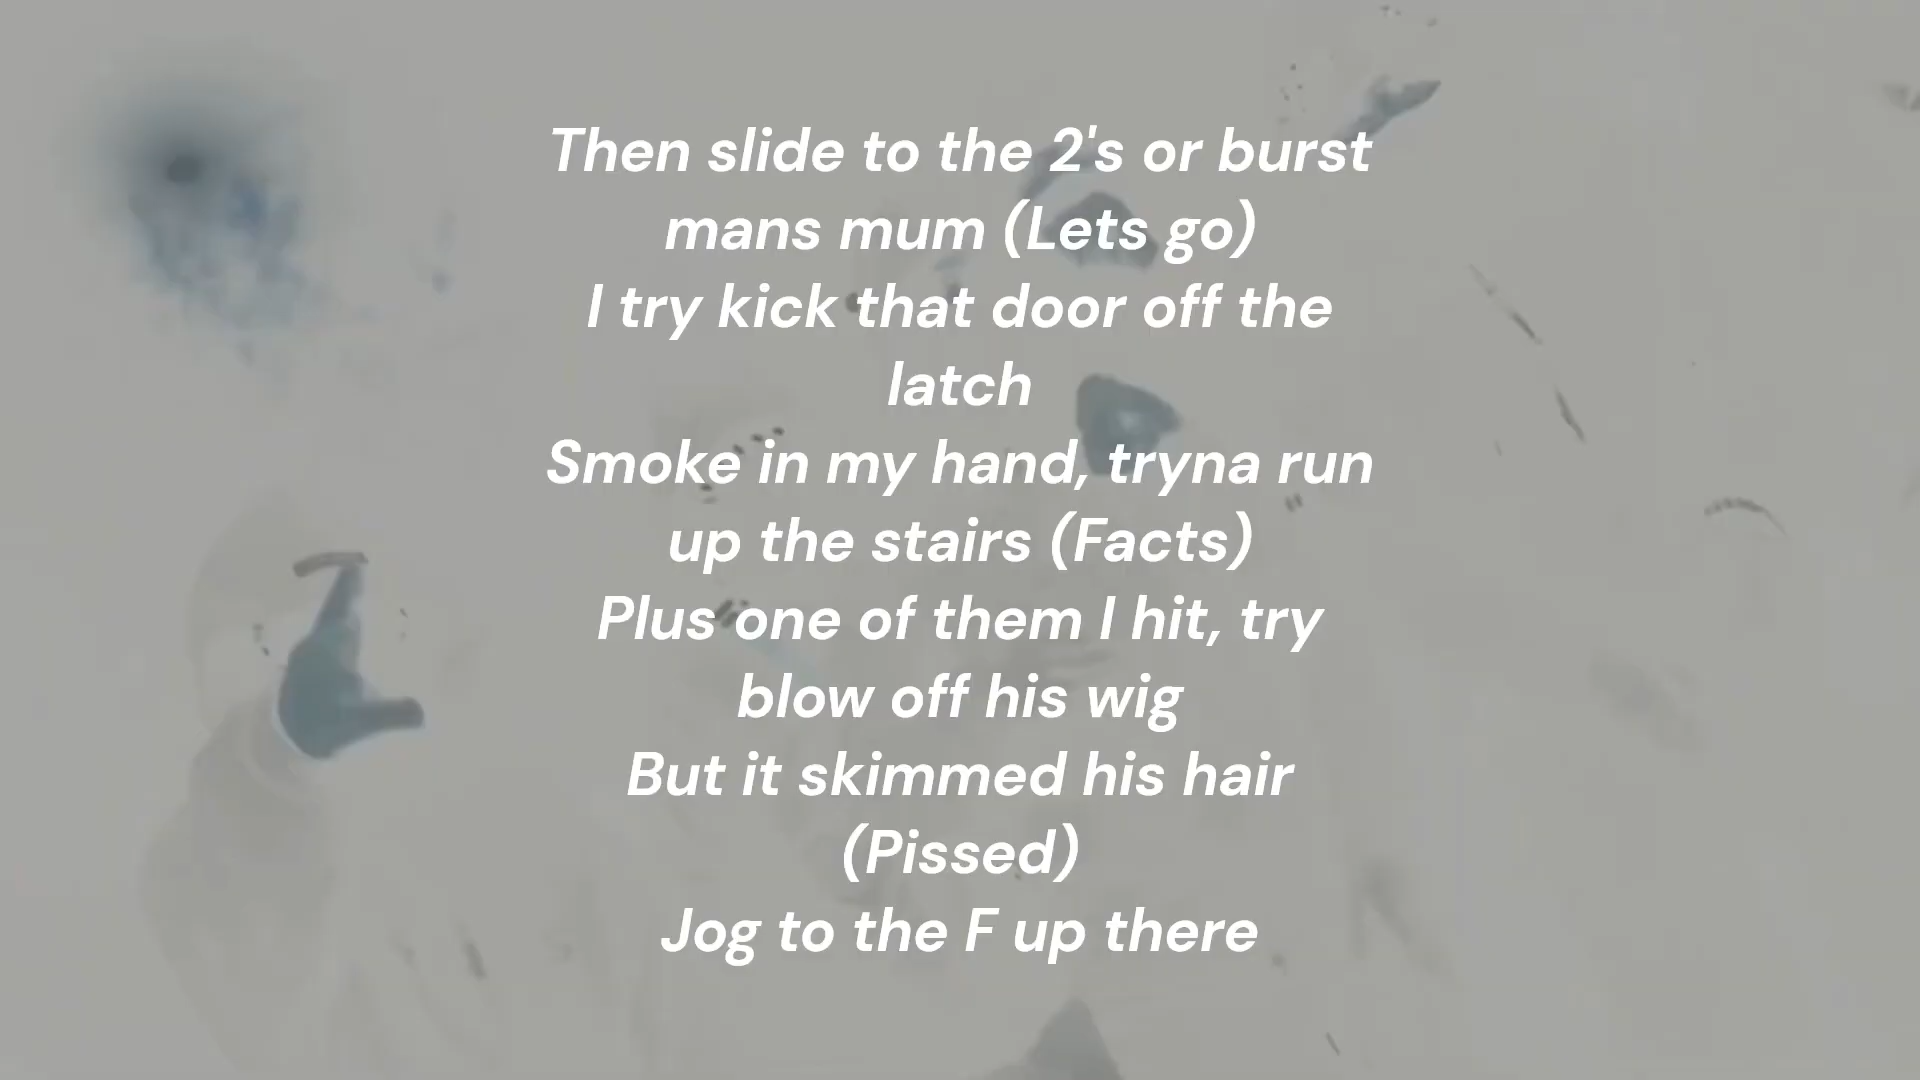 Then slide to the 2's or burst
mans mum (Lets go)
I try kick that door off the
latch
Smoke in my hand, tryna run
up the stairs (Facts)
Plus one of them I hit, try
blow off his wig
But it skimmed his hair
(Pissed)
Jog to the F up there